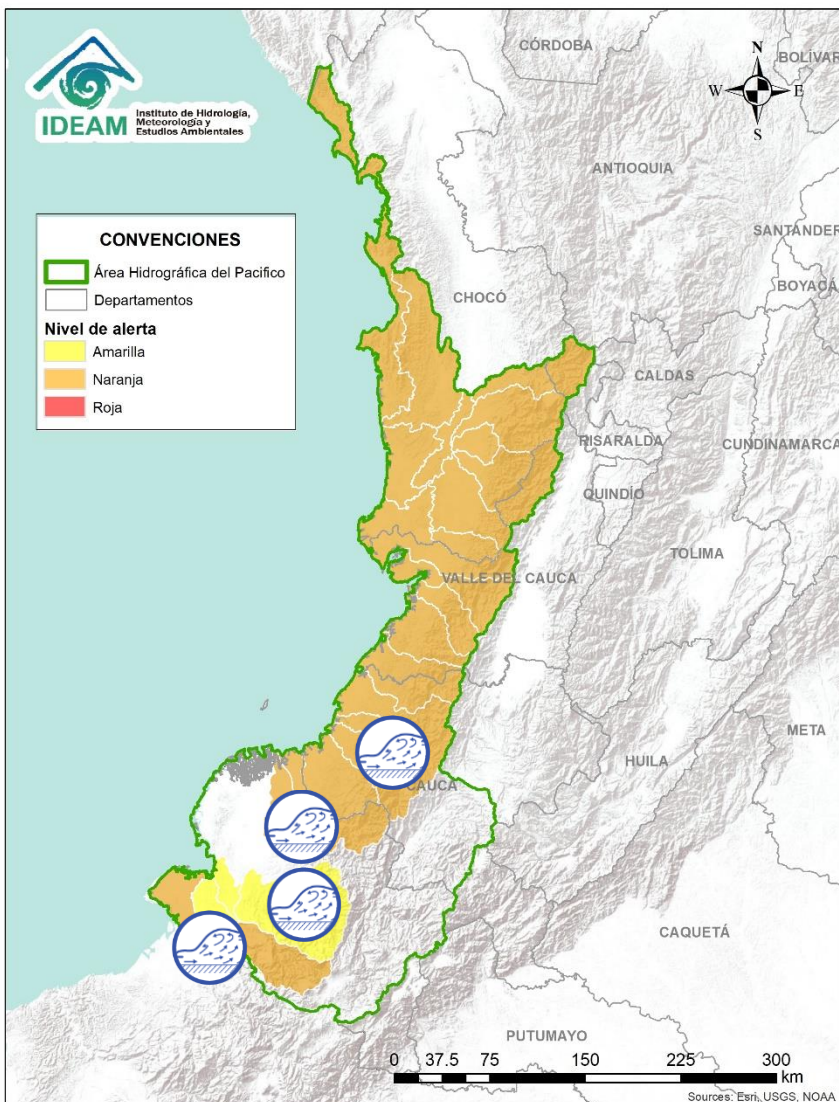 IDEAM
Instituto de Hidrología,
Meteorología y
Estudios Ambientales
CÓRDOBA
BOLÍVAR
N
W
E
S
ANTIOQUIA
SANTANDER
BOYACÁ
CONVENCIONES
Área Hidrográfica del Pacifico
Departamentos
Nivel de alerta
Amarilla
Naranja
Roja
CHOCÓ
CALDAS
RISARALDA
CUNDINAMARCA
QUINDÍO
TOLIMA
VALLE DEL CAUCA
META
HUILA
CAUCA
CAQUETÁ
PUTUMAYO
0 37.5 75 150 225 300
km
Sources: Esri, USGS, NOAA